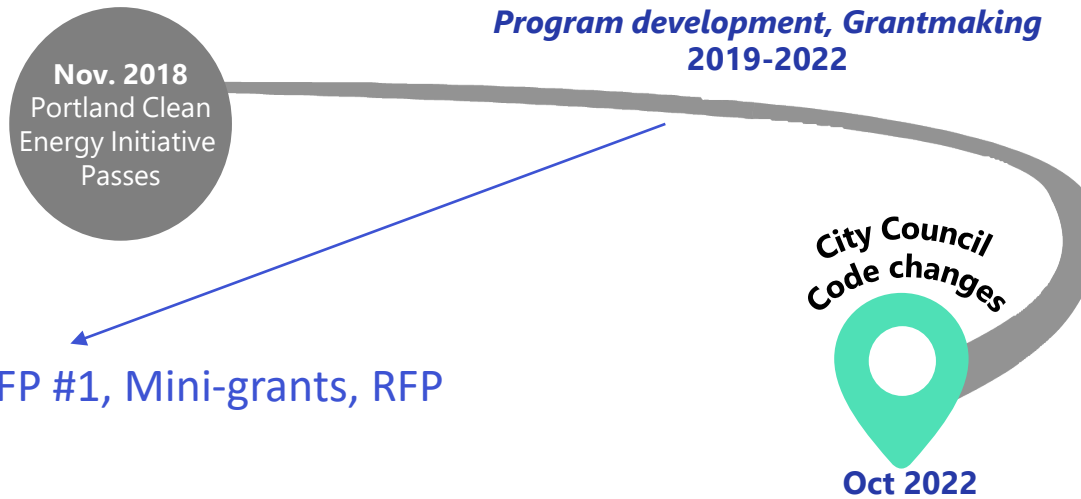 Program development, Grantmaking
2019-2022
Nov. 2018
Portland Clean
Energy Initiative
Passes
City Council
Code changes
FP #1, Mini-grants, RFP
Oct 2022